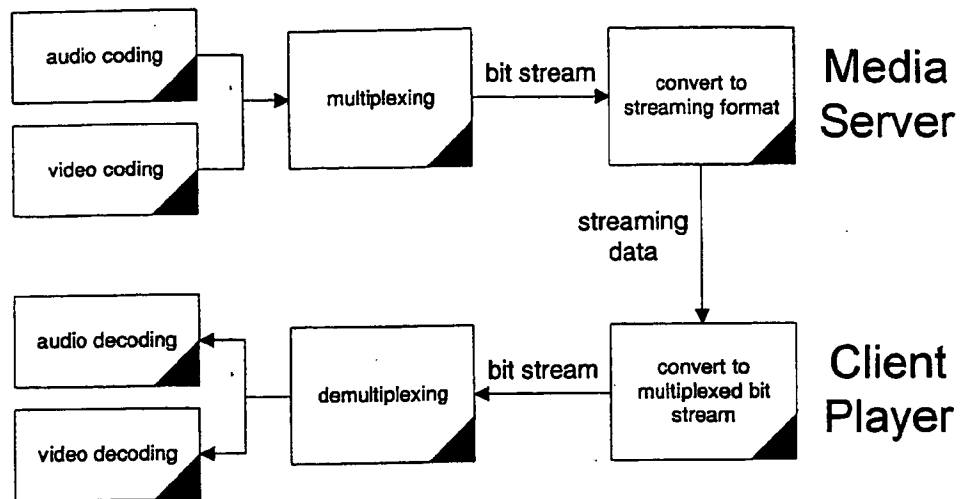 audio coding
video coding
multiplexing
bit stream
convert to
streaming format
Media
Server
streaming
data
audio decoding
video decoding
demultiplexing
bit stream
convert to
multiplexed bit
stream
Client
Player